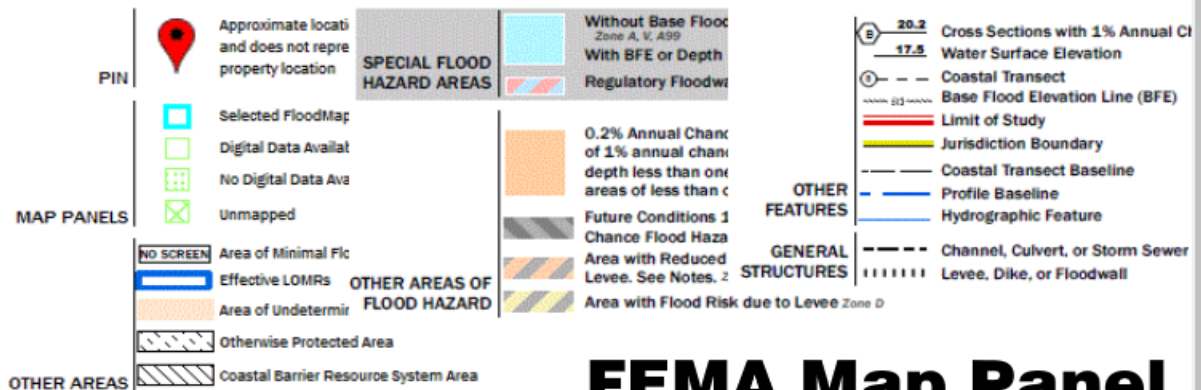 PIN
Approximate locati
and does not repre
property location
MAP PANELS
Selected FloodMap
Digital Data Availab
No Digital Data Ava
Unmapped
OTHER AREAS
NO SCREEN Area of Minimal Flo
Effective LOMRs
Area of Undetermin
Otherwise Protected Area
Coastal Barrier Resource System Area
SPECIAL FLOOD
HAZARD AREAS
Without Base Flood
Zone A, V, A99
With BFE or Depth
Regulatory Floodwa
OTHER AREAS OF
FLOOD HAZARD
0.2% Annual Chanc
of 1% annual chanc
depth less than one
areas of less than o
Future Conditions 1
Chance Flood Haza
Area with Reduced
Levee. See Notes. Z
Area with Flood Risk due to Levee Zone D
OTHER
FEATURES
B 20.2 Cross Sections with 1% Annual Ch
17.5 Water Surface Elevation
8 Coastal Transect
513 Base Flood Elevation Line (BFE)
Limit of Study
Jurisdiction Boundary
Coastal Transect Baseline
Profile Baseline
Hydrographic Feature
GENERAL
STRUCTURES
Channel, Culvert, or Storm Sewer
Levee, Dike, or Floodwall
FEMA Map Panel